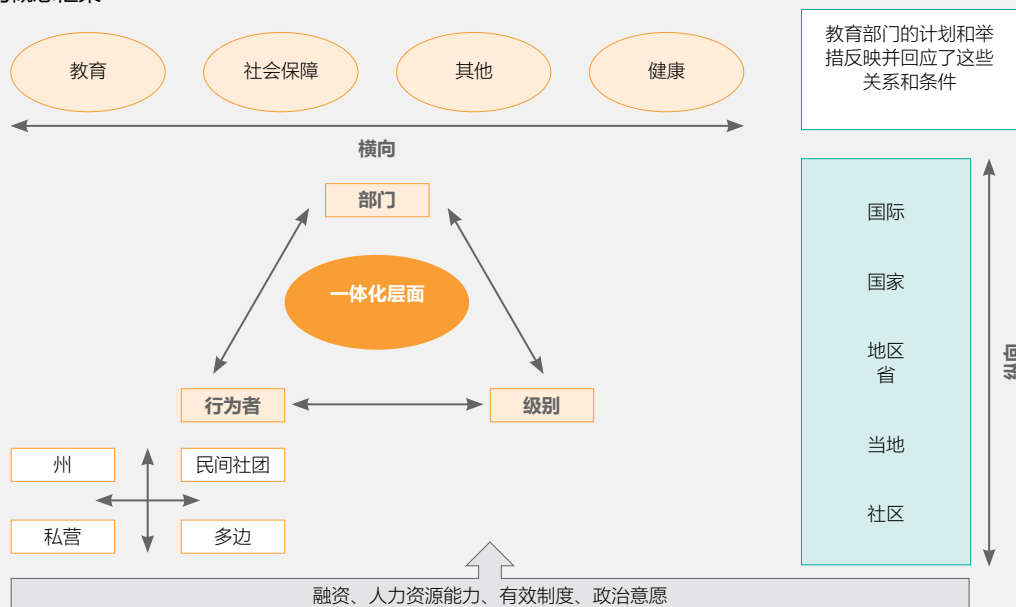 教育
社会保障
其他
健康
教育部门的计划和举
措反映并回应了这些
关系和条件
横向
部门
一体化层面
行为者
级别
州
民间社团
私营
多边
国际
国家
地区
省
当地
社区
纵向
融资、人力资源能力、有效制度、政治意愿